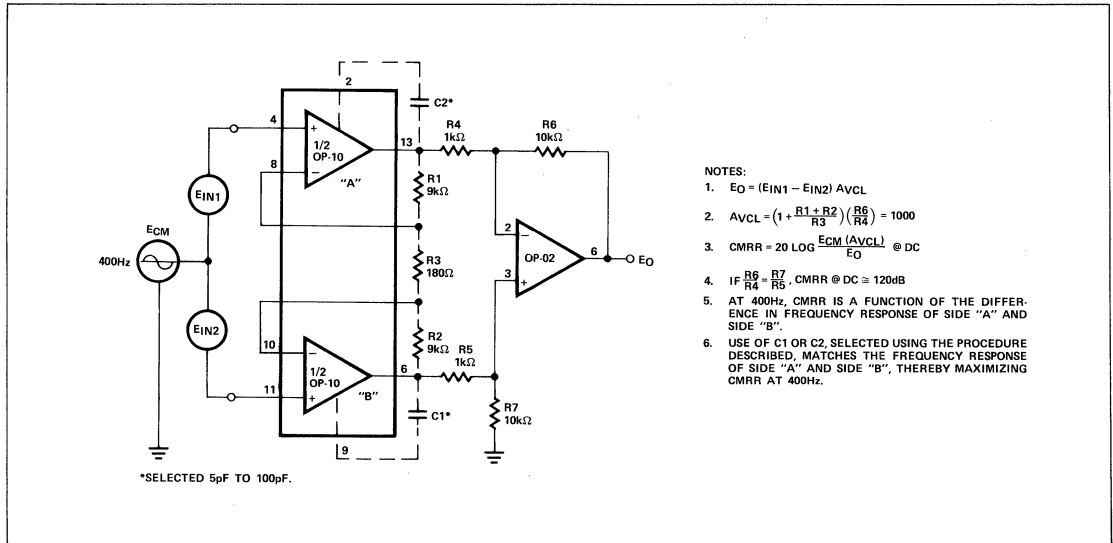 2
C2*
4
+
1/2
OP-10
13
R4
1kΩ
R6
10kΩ
8
−
"A"
R1
9kΩ
EIN1
ECM
400Hz
R3
180Ω
2
−
OP-02
6
EO
3
+
EIN2
R2
9kΩ
10
−
1/2
OP-10
6
R5
1kΩ
11
+
"B"
C1*
R7
10kΩ
9
*SELECTED 5pF TO 100pF.
NOTES:
1. EO = (EIN1 − EIN2) AVCL
2. AVCL = (1 + R1 + R2 / R3) (R6 / R4) = 1000
3. CMRR = 20 LOG ECM (AVCL) / EO @ DC
4. IF R6 / R4 = R7 / R5, CMRR @ DC ≅ 120dB
5. AT 400Hz, CMRR IS A FUNCTION OF THE DIFFER-
ENCE IN FREQUENCY RESPONSE OF SIDE "A" AND
SIDE "B".
6. USE OF C1 OR C2, SELECTED USING THE PROCEDURE
DESCRIBED, MATCHES THE FREQUENCY RESPONSE
OF SIDE "A" AND SIDE "B", THEREBY MAXIMIZING
CMRR AT 400Hz.